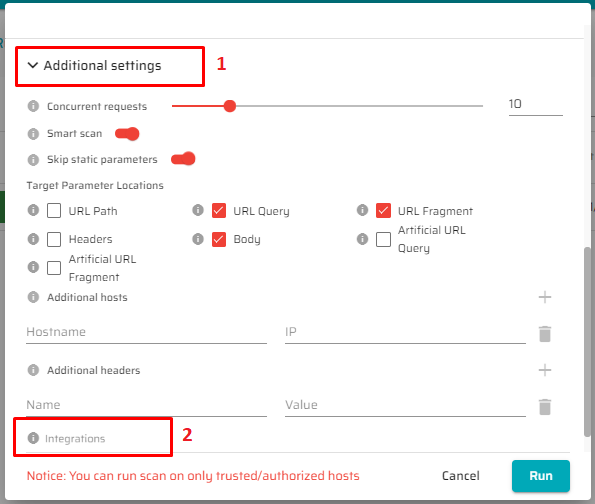 Additional settings
1
Concurrent requests
10
Smart scan
Skip static parameters
Target Parameter Locations
URL Path
URL Query
URL Fragment
Headers
Body
Artificial URL
Query
Artificial URL
Fragment
Additional hosts
Hostname
IP
Additional headers
Name
Value
Integrations
2
Notice: You can run scan on only trusted/authorized hosts
Cancel
Run